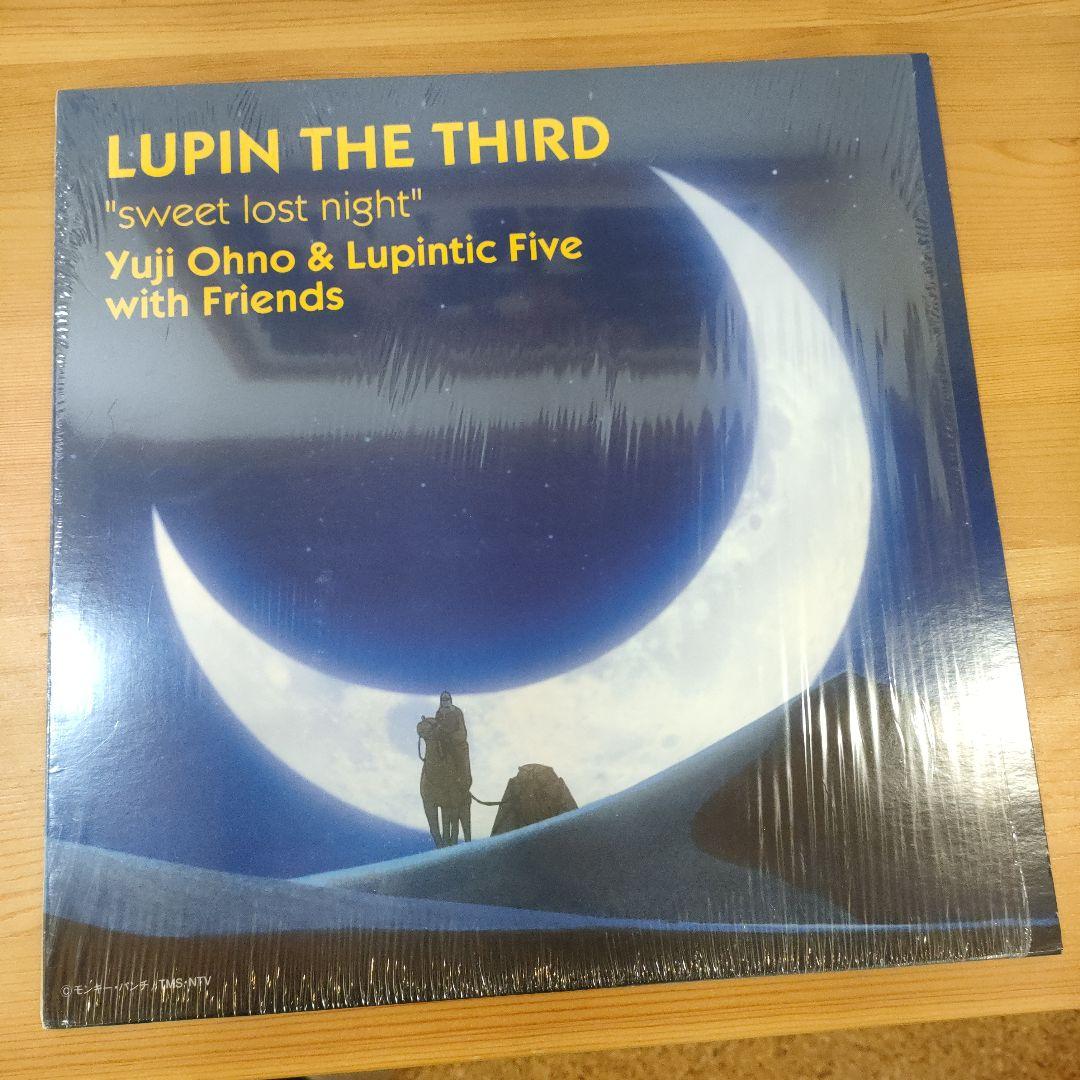 LUPIN THE THIRD
"sweet lost night"
Yuji Ohno & Lupintic Five
with Friends
©モンキー・パンチ/TMS・NTV